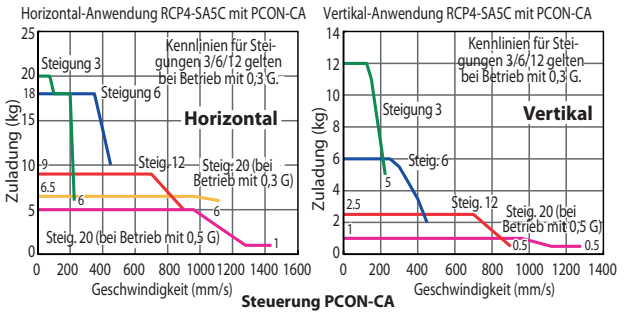 Horizontal-Anwendung RCP4-SA5C mit PCON-CA
25
20
18
15
10
5
0
Zuladung (kg)
Kennlinien für Stei-
gungen 3/6/12 gelten
bei Betrieb mit 0,3 G.
Steigung 3
Steigung 6
Horizontal
9
Steig. 12
Steig. 20 (bei
Betrieb mit 0,3 G)
6.5
6
6
Steig. 20 (bei Betrieb mit 0,5 G)
1
0 200 400 600 800 1000 1200 1400 1600
Geschwindigkeit (mm/s)
Vertikal-Anwendung RCP4-SA5C mit PCON-CA
14
12
10
8
6
4
2
0
Zuladung (kg)
Kennlinien für Stei-
gungen 3/6/12 gelten
bei Betrieb mit 0,3 G.
Steigung 3
Vertikal
Steig. 6
5
2.5
Steig. 12
Steig. 20 (bei
Betrieb mit 0,5 G)
1
0.5
0.5
0 200 400 600 800 1000 1200 1400
Geschwindigkeit (mm/s)
Steuerung PCON-CA